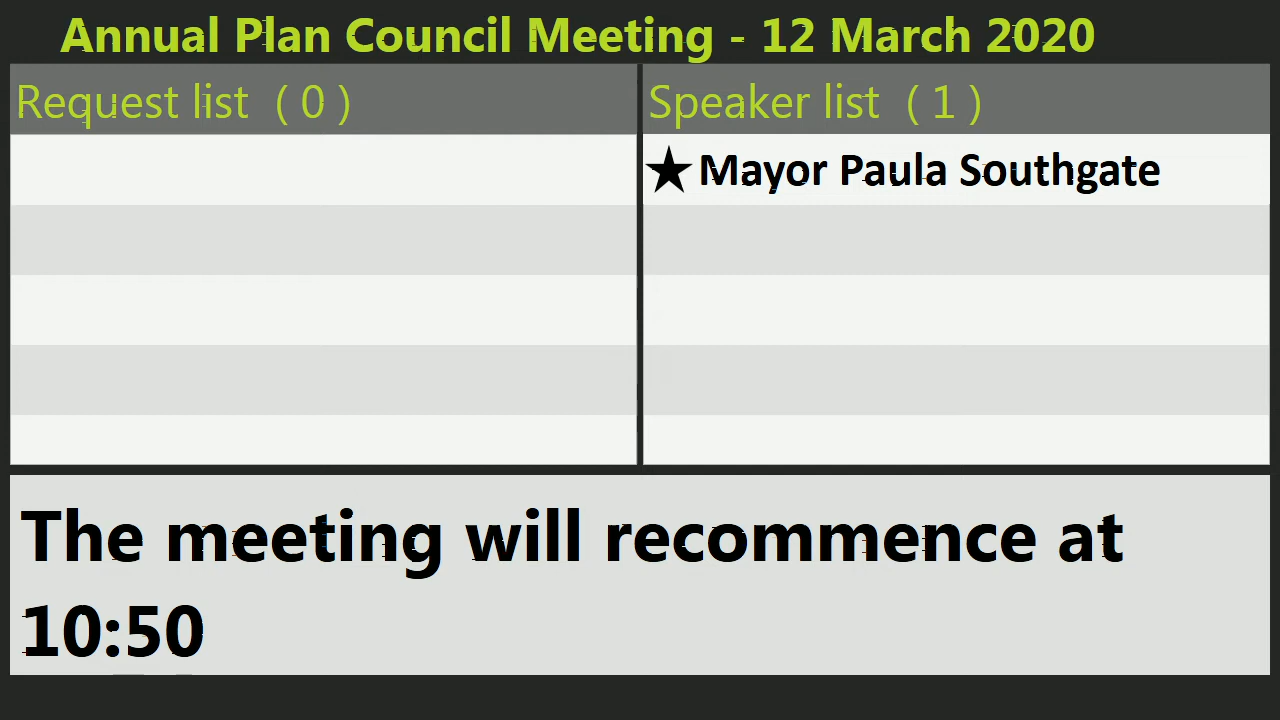 Annual Plan Council Meeting - 12 March 2020
Request list ( 0 )
Speaker list ( 1 )
★ Mayor Paula Southgate
The meeting will recommence at
10:50